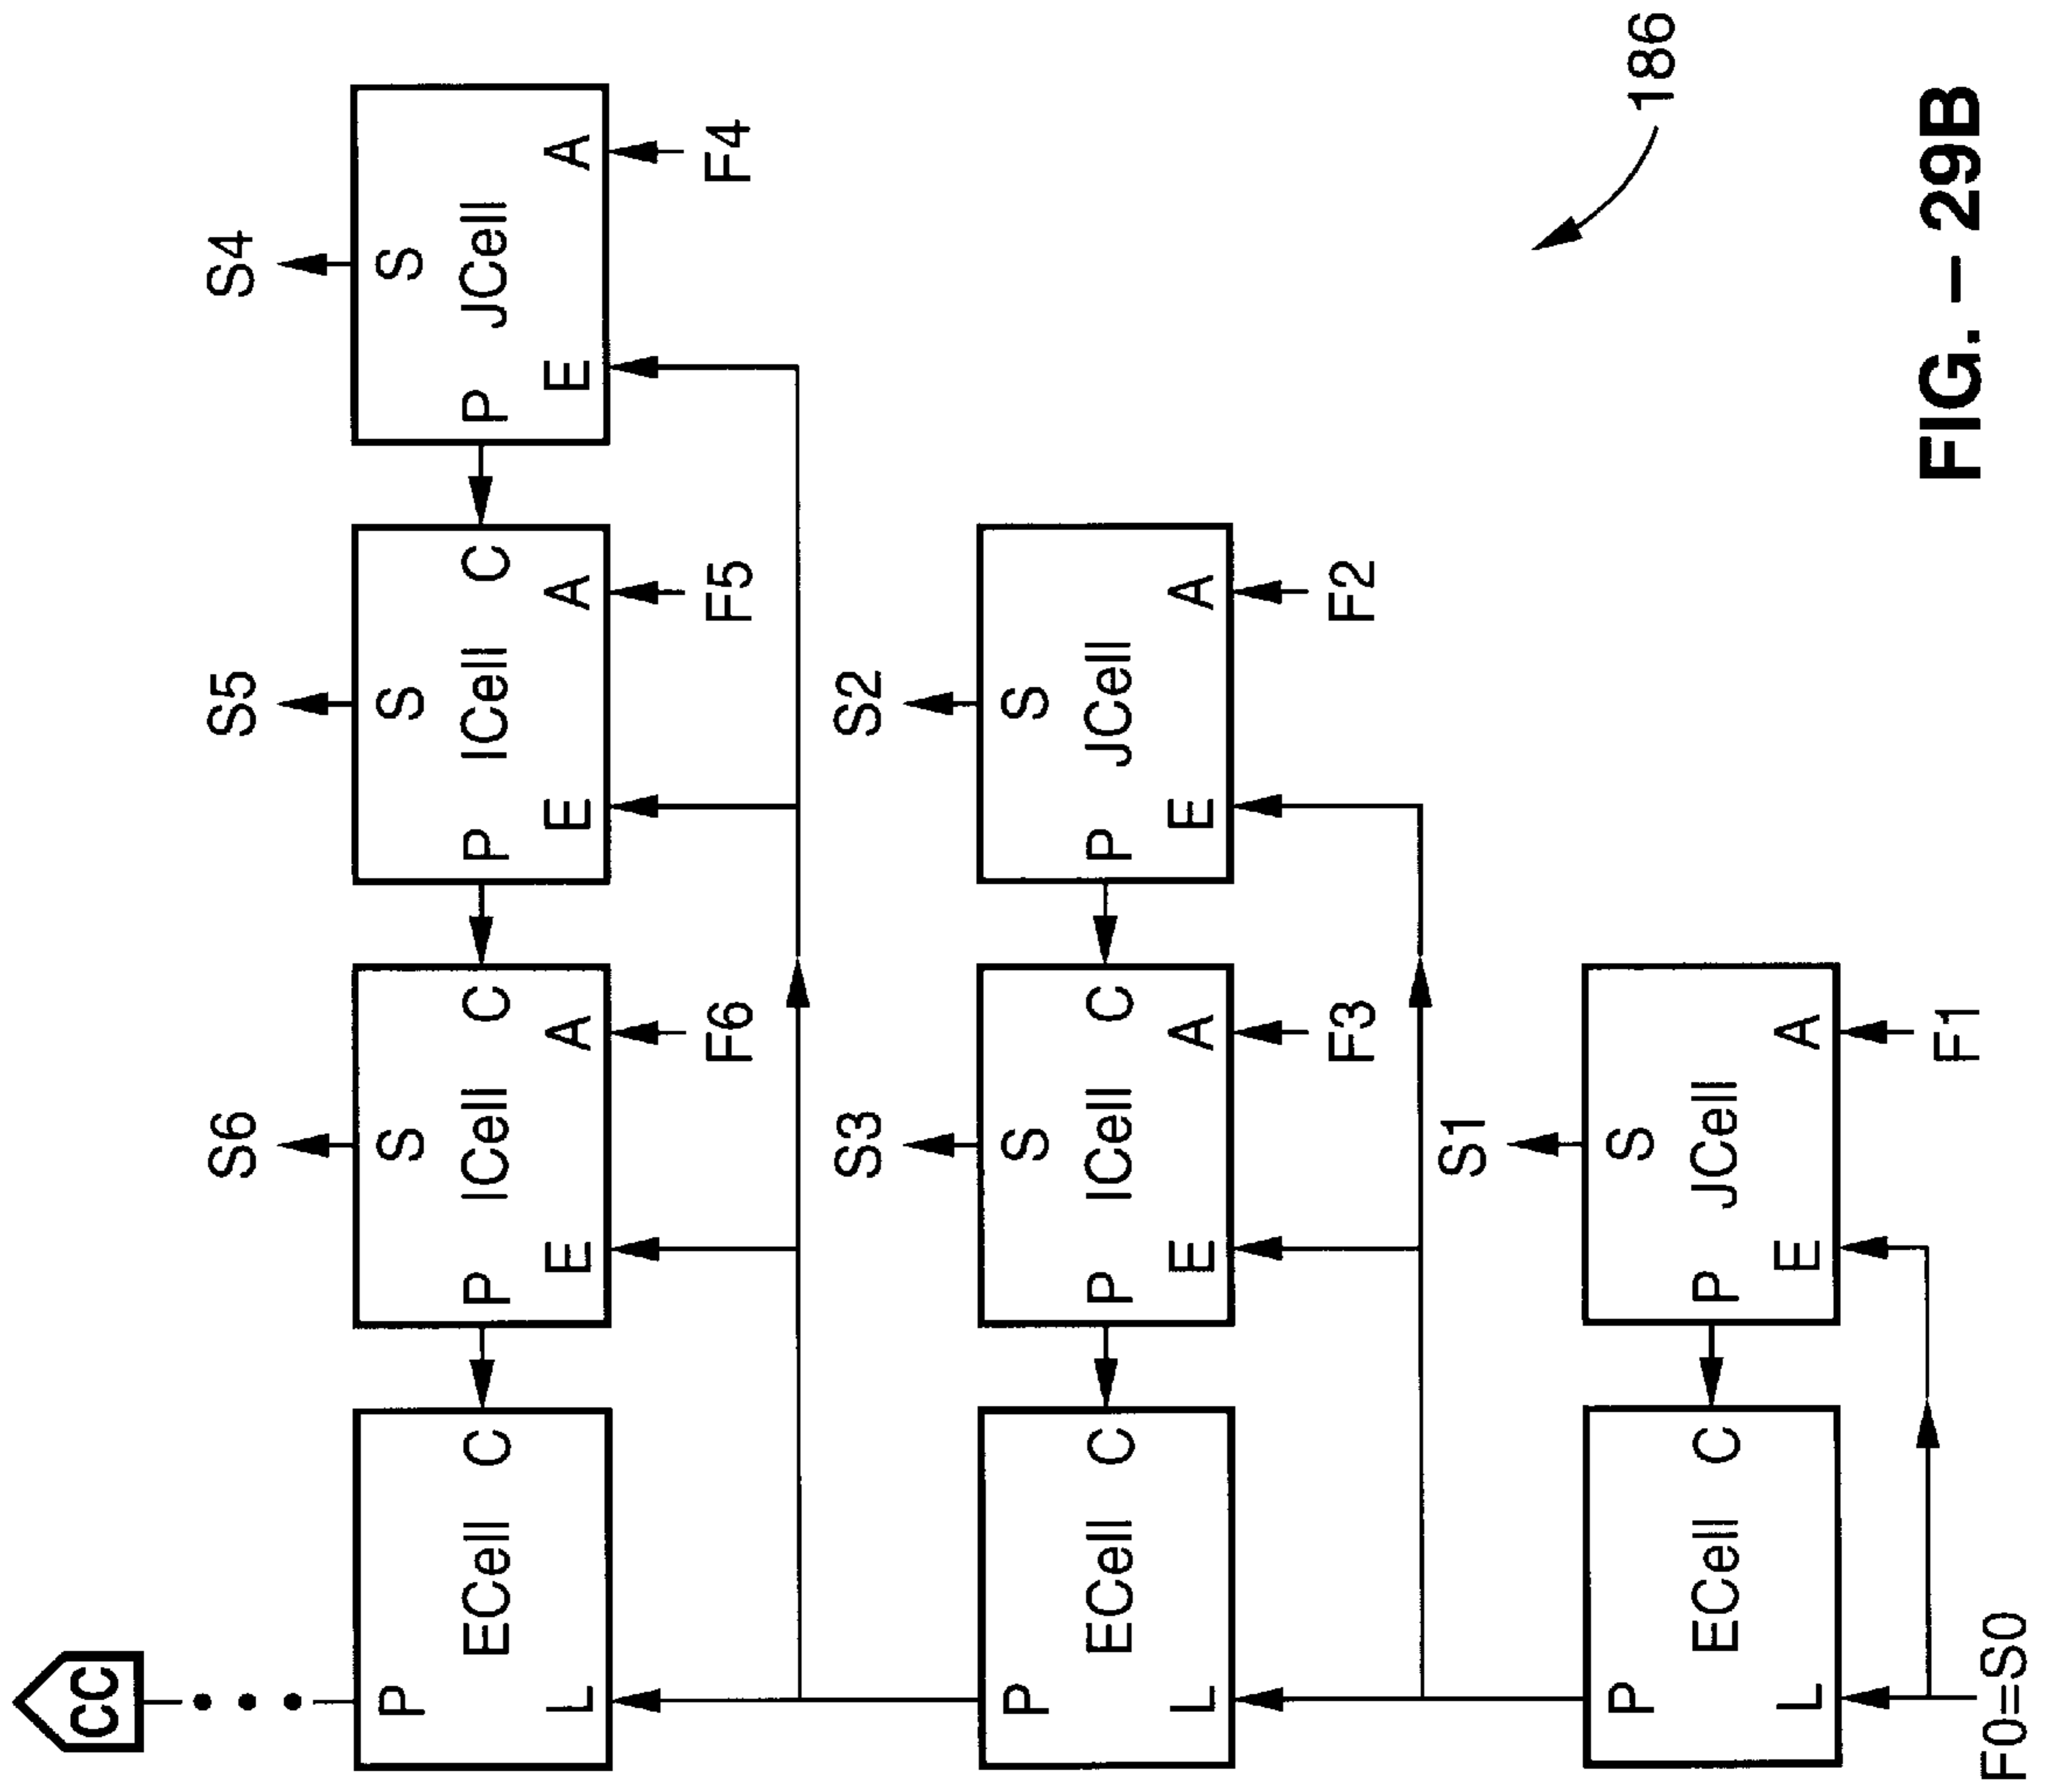 CC
S6 S5 S4
P S S S
ECell C ICell C ICell C JCell
P P P
L E A E A E A
F6 F5 F4
S3 S2
P S S
ECell C ICell C JCell
P P
L E A E A
F3 F2
S1
P S
ECell C JCell
P
L E A
F0=S0 F1
186
FIG. – 29B